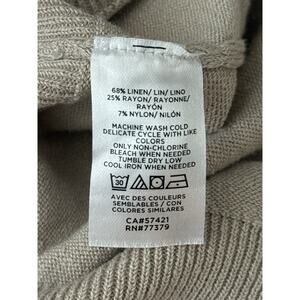 68% LINEN/ LIN/ LINO
25% RAYON/ RAYONNE/
RAYÓN
7% NYLON/ NILÓN
MACHINE WASH COLD
DELICATE CYCLE WITH LIKE
COLORS
ONLY NON-CHLORINE
BLEACH WHEN NEEDED
TUMBLE DRY LOW
COOL IRON WHEN NEEDED
30
AVEC DES COULEURS
SEMBLABLES / CON
COLORES SIMILARES
CA#57421
RN#77379